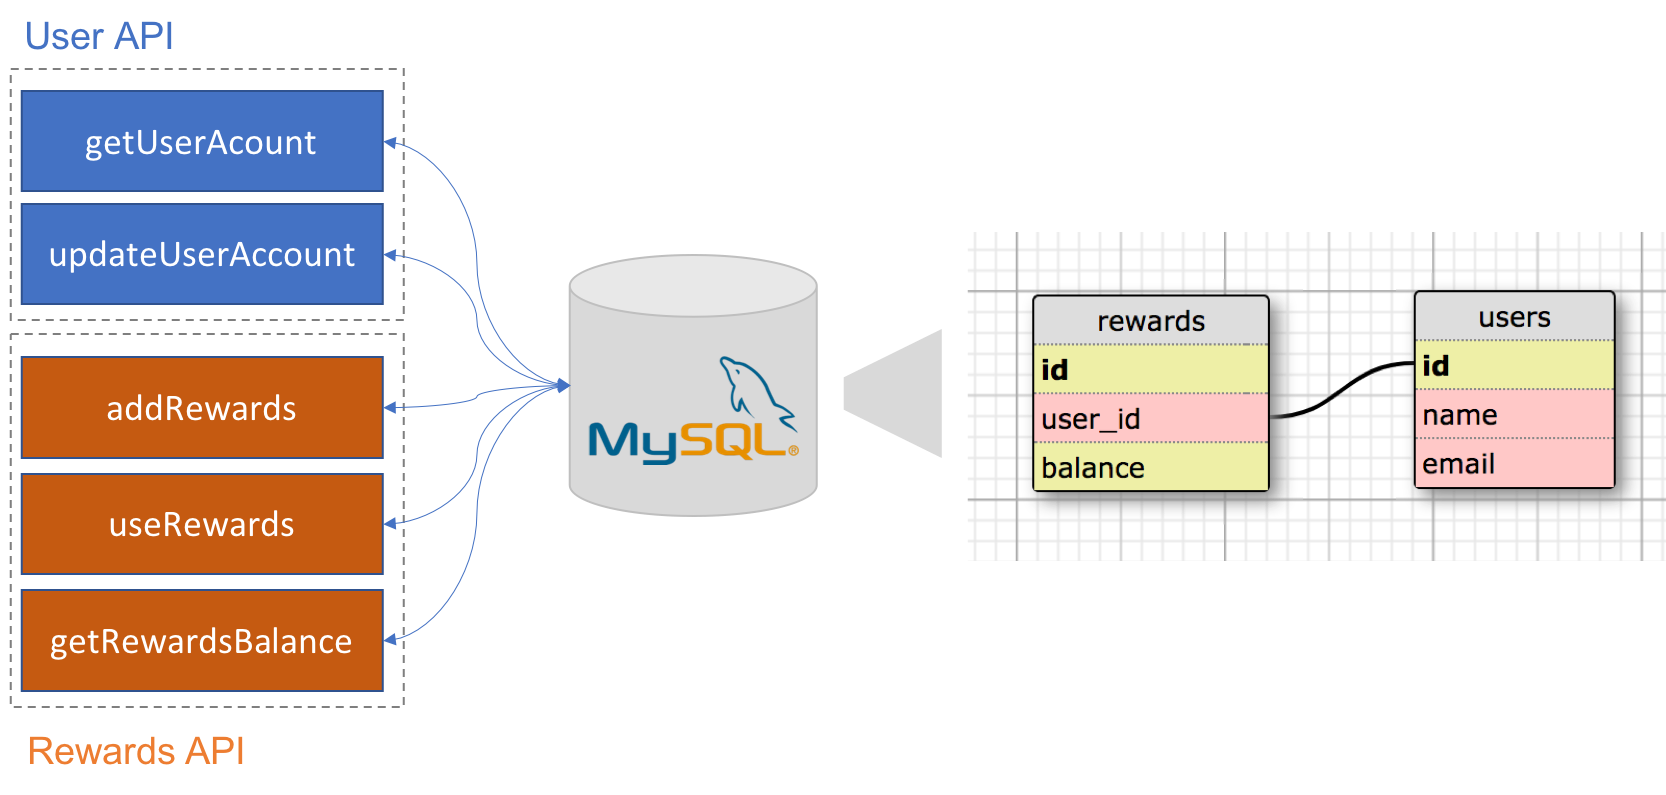 User API
getUserAcount
updateUserAccount
addRewards
useRewards
getRewardsBalance
Rewards API
MySQL®
rewards
id
user_id
balance
users
id
name
email